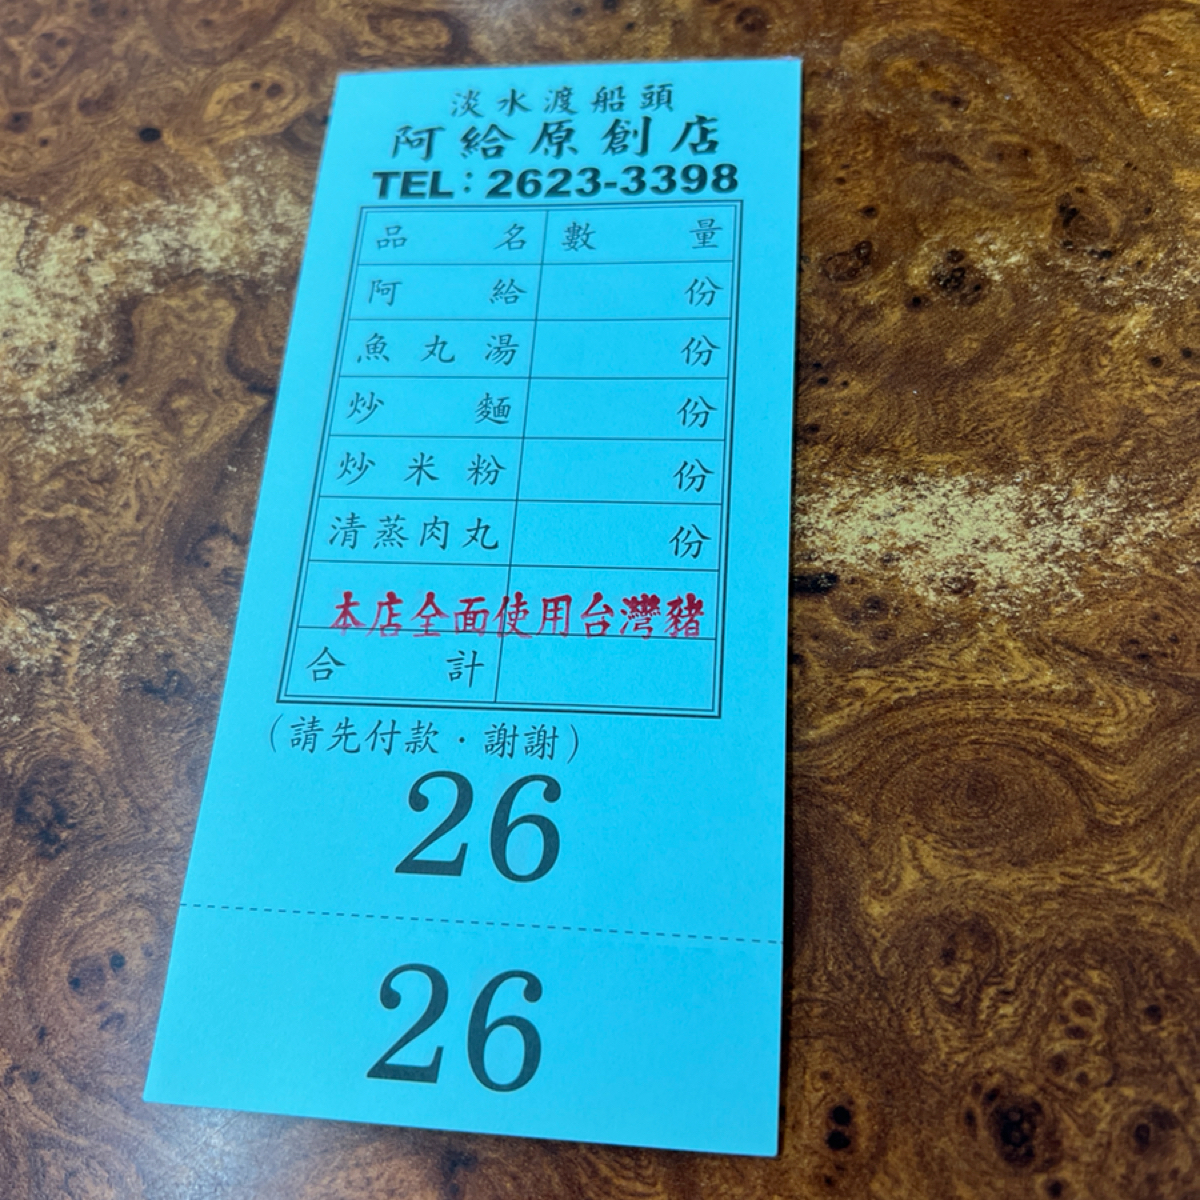 淡水渡船頭
阿給原創店
TEL:2623-3398
品名 數量
阿給 份
魚丸湯 份
炒麵 份
炒米粉 份
清蒸肉丸 份
本店全面使用台灣豬
合計
(請先付款·謝謝)
26
26